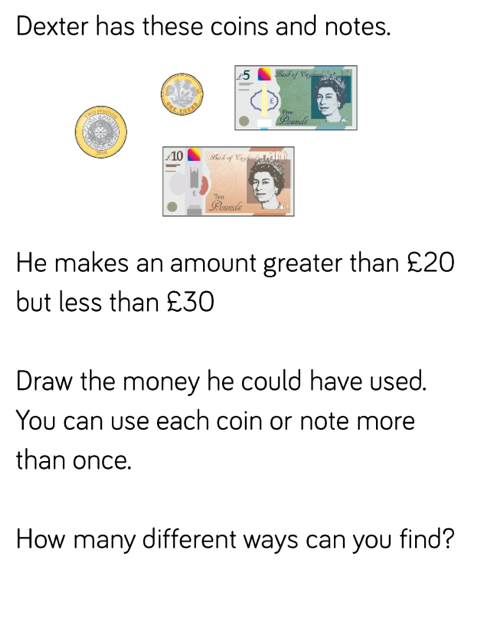 Dexter has these coins and notes.
£5 Bank of England
Five
Pounds
£10 Bank of England
Ten
Pounds
He makes an amount greater than £20
but less than £30
Draw the money he could have used.
You can use each coin or note more
than once.
How many different ways can you find?